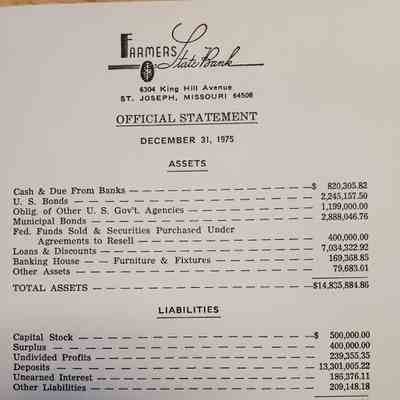 FARMERS
State Bank
6304 King Hill Avenue
ST. JOSEPH, MISSOURI 64506
OFFICIAL STATEMENT
DECEMBER 31, 1975
ASSETS
Cash & Due From Banks — — — — — — — — — — — — — —$ 820,305.82
U. S. Bonds — — — — — — — — — — — — — — — — — 2,245,157.50
Oblig. of Other U. S. Gov't. Agencies — — — — — — — — — 1,199,000.00
Municipal Bonds — — — — — — — — — — — — — — — 2,888,046.76
Fed. Funds Sold & Securities Purchased Under
Agreements to Resell — — — — — — — — — — — — 400,000.00
Loans & Discounts — — — — — — — — — — — — — — 7,034,322.92
Banking House — — Furniture & Fixtures — — — — — — — 169,368.85
Other Assets — — — — — — — — — — — — — — — — 79,683.01
TOTAL ASSETS — — — — — — — — — — — — — — — —$14,835,884.86
LIABILITIES
Capital Stock — — — — — — — — — — — — — — — —$ 500,000.00
Surplus — — — — — — — — — — — — — — — — — — 400,000.00
Undivided Profits — — — — — — — — — — — — — — — 239,355.35
Deposits — — — — — — — — — — — — — — — — — — 13,301,005.22
Unearned Interest — — — — — — — — — — — — — — — 186,376.11
Other Liabilities — — — — — — — — — — — — — — — 209,148.18